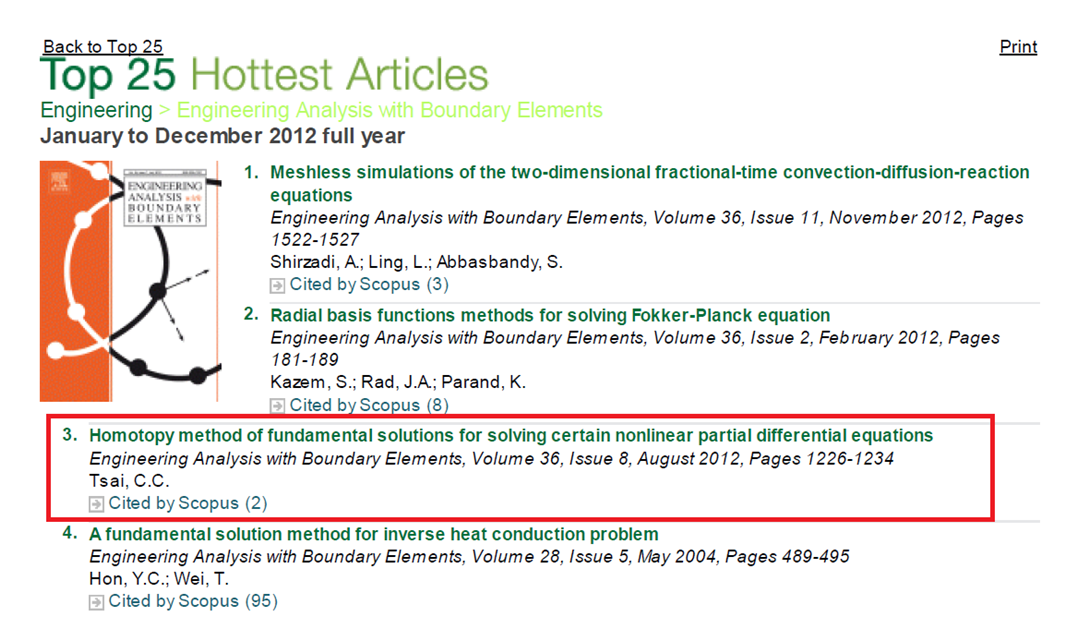 Back to Top 25
Print
Top 25 Hottest Articles
Engineering > Engineering Analysis with Boundary Elements
January to December 2012 full year
ENGINEERING
ANALYSIS with
BOUNDARY
ELEMENTS
1. Meshless simulations of the two-dimensional fractional-time convection-diffusion-reaction
equations
Engineering Analysis with Boundary Elements, Volume 36, Issue 11, November 2012, Pages
1522-1527
Shirzadi, A.; Ling, L.; Abbasbandy, S.
Cited by Scopus (3)
2. Radial basis functions methods for solving Fokker-Planck equation
Engineering Analysis with Boundary Elements, Volume 36, Issue 2, February 2012, Pages
181-189
Kazem, S.; Rad, J.A.; Parand, K.
Cited by Scopus (8)
3. Homotopy method of fundamental solutions for solving certain nonlinear partial differential equations
Engineering Analysis with Boundary Elements, Volume 36, Issue 8, August 2012, Pages 1226-1234
Tsai, C.C.
Cited by Scopus (2)
4. A fundamental solution method for inverse heat conduction problem
Engineering Analysis with Boundary Elements, Volume 28, Issue 5, May 2004, Pages 489-495
Hon, Y.C.; Wei, T.
Cited by Scopus (95)